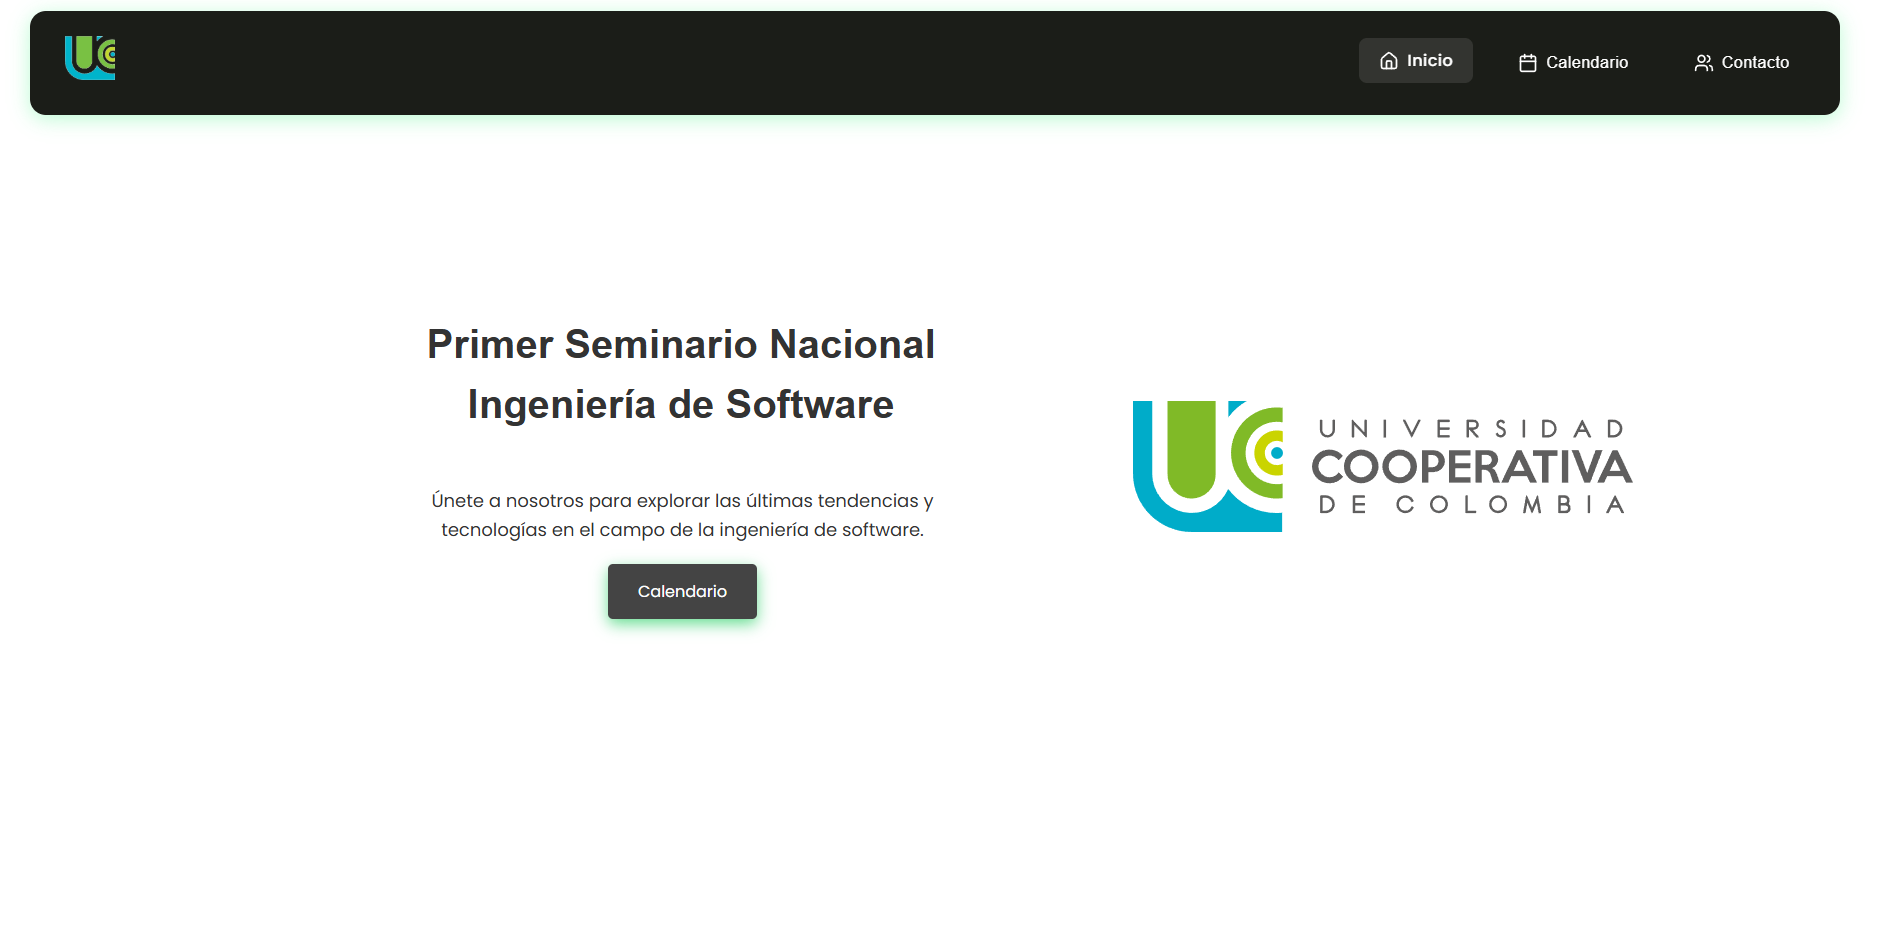 Inicio
Calendario
Contacto
Primer Seminario Nacional
Ingeniería de Software
Únete a nosotros para explorar las últimas tendencias y
tecnologías en el campo de la ingeniería de software.
Calendario
UNIVERSIDAD
COOPERATIVA
DE COLOMBIA